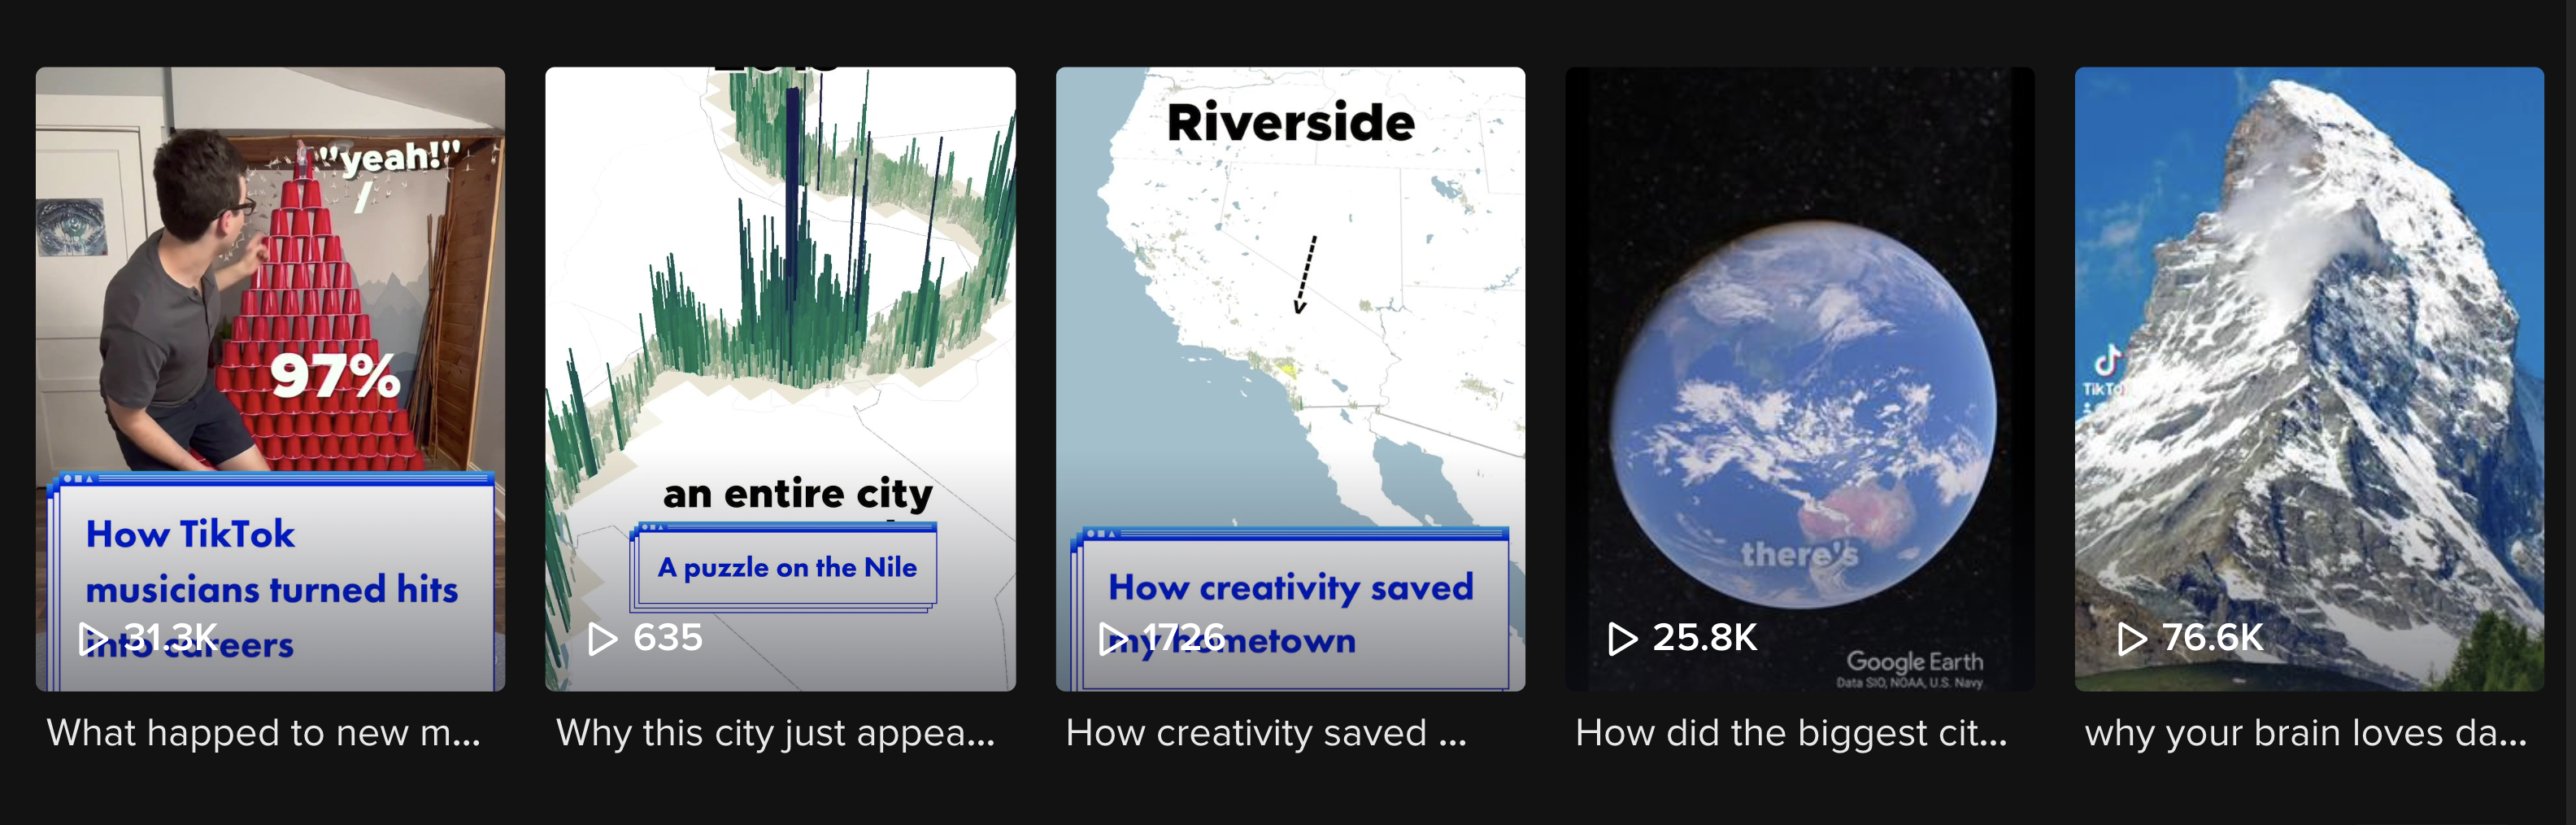 "yeah!"
97%
How TikTok
musicians turned hits
into careers
31.3K
What happed to new m...
an entire city
A puzzle on the Nile
635
Why this city just appea...
Riverside
How creativity saved
my hometown
1726
How creativity saved ...
there's
25.8K
Google Earth
Data SIO, NOAA, U.S. Navy
How did the biggest cit...
TikTo
76.6K
why your brain loves da...